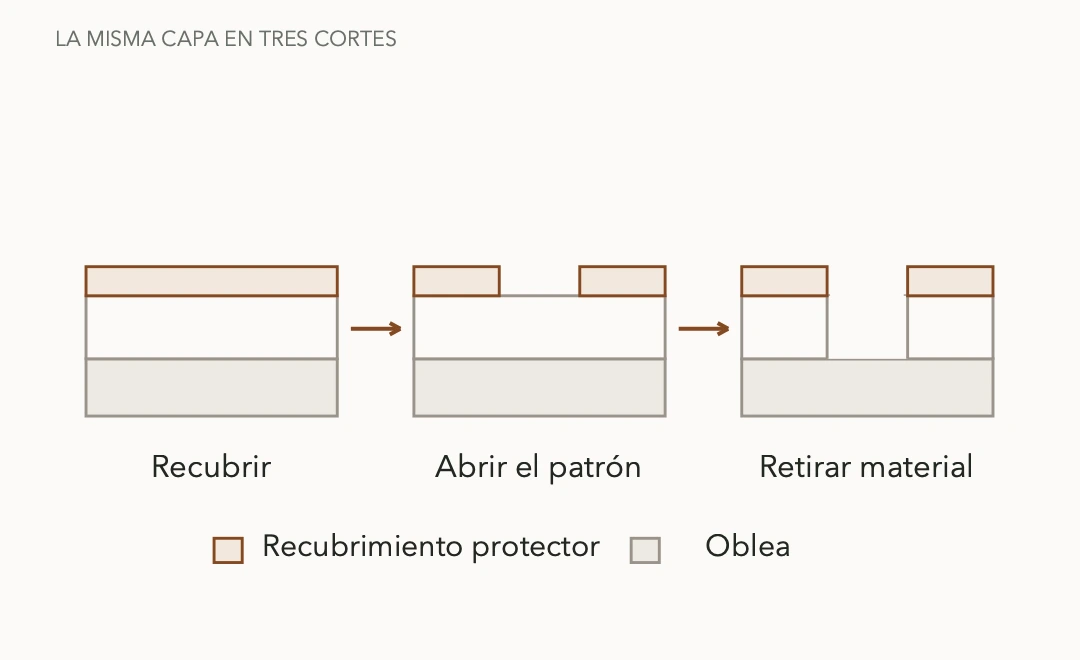 LA MISMA CAPA EN TRES CORTES
Recubrir
Abrir el patrón
Retirar material
Recubrimiento protector
Oblea